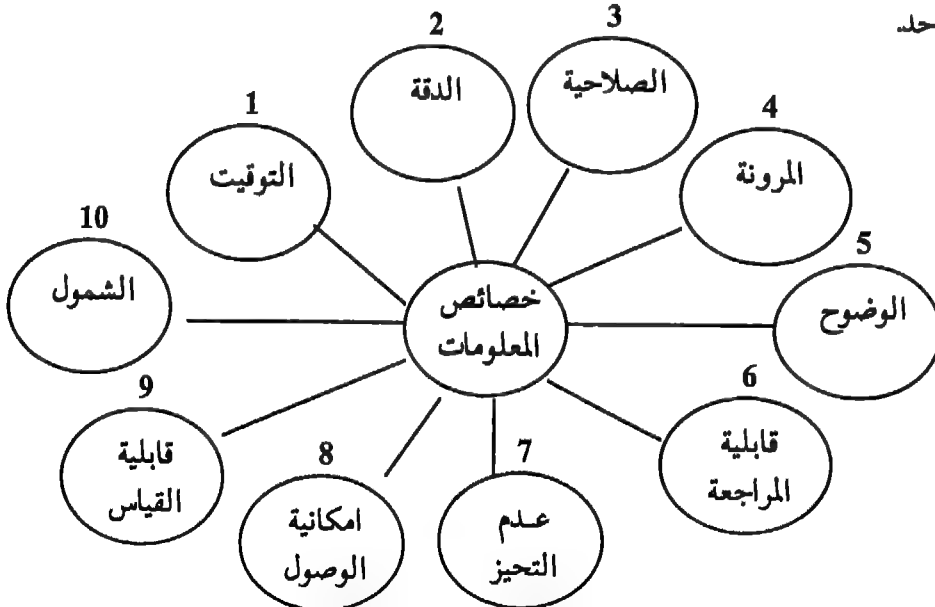 حد.
خصائص
المعلومات
1
التوقيت
2
الدقة
3
الصلاحية
4
المرونة
5
الوضوح
6
قابلية
المراجعة
7
عدم
التحيز
8
امكانية
الوصول
9
قابلية
القياس
10
الشمول